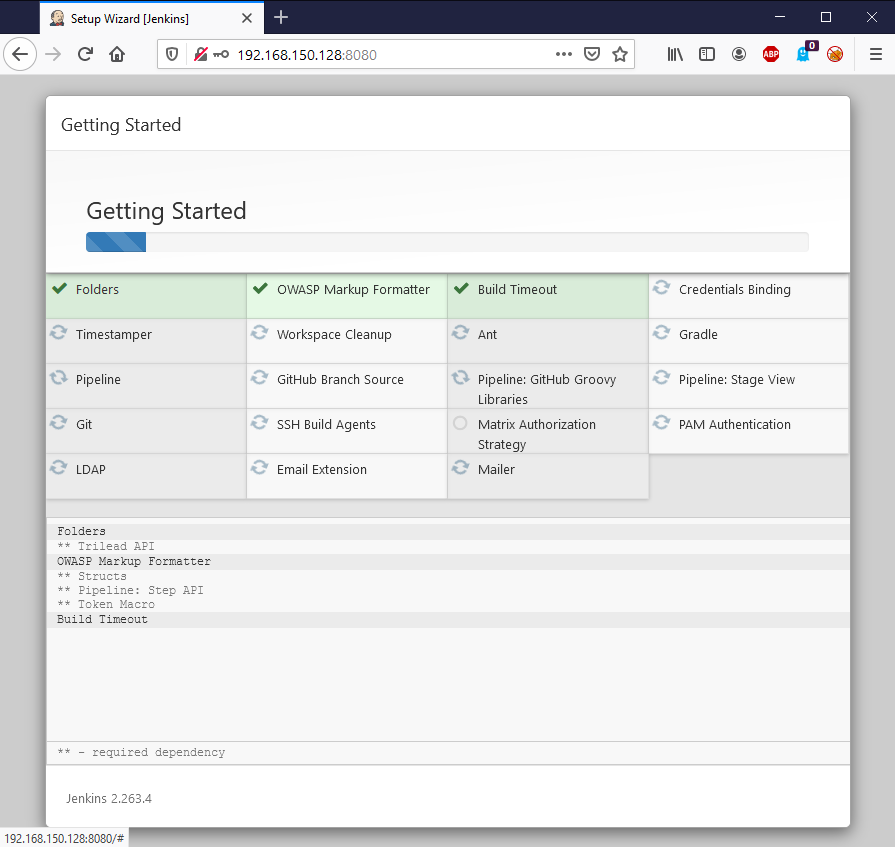 Setup Wizard [Jenkins]
192.168.150.128:8080
ABP
0
Getting Started
Getting Started
Folders
OWASP Markup Formatter
Build Timeout
Credentials Binding
Timestamper
Workspace Cleanup
Ant
Gradle
Pipeline
GitHub Branch Source
Pipeline: GitHub Groovy
Libraries
Pipeline: Stage View
Git
SSH Build Agents
Matrix Authorization
Strategy
PAM Authentication
LDAP
Email Extension
Mailer
Folders
** Trilead API
OWASP Markup Formatter
** Structs
** Pipeline: Step API
** Token Macro
Build Timeout
** - required dependency
Jenkins 2.263.4
192.168.150.128:8080/#